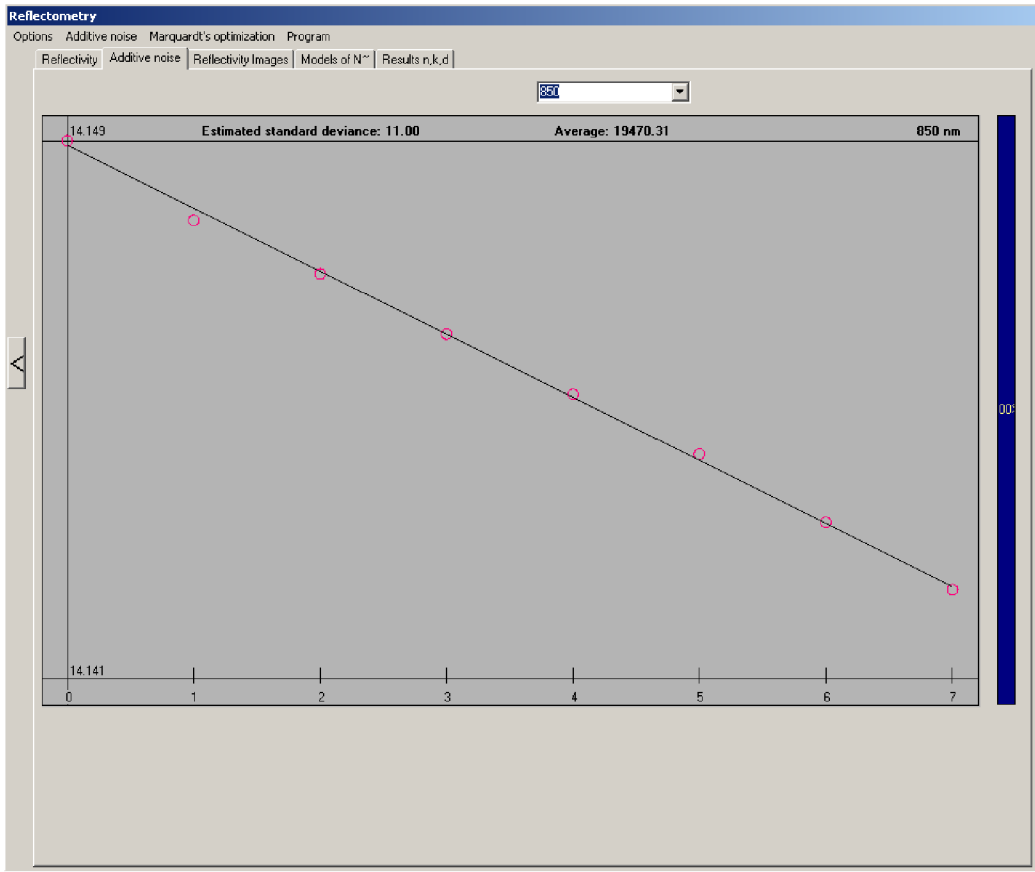 Reflectometry
Options Additive noise Marquardt's optimization Program
Reflectivity Additive noise Reflectivity Images Models of N~ Results n,k,d
850
14.149 Estimated standard deviance: 11.00 Average: 19470.31 850 nm
14.141
0 1 2 3 4 5 6 7